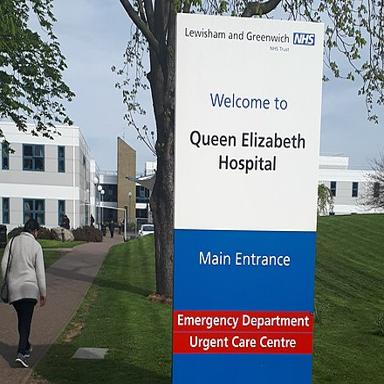 Lewisham and Greenwich NHS
NHS Trust
Welcome to
Queen Elizabeth
Hospital
Main Entrance
Emergency Department
Urgent Care Centre